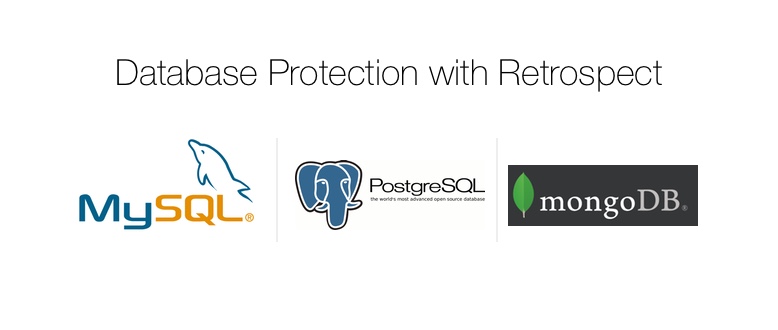 Database Protection with Retrospect
MySQL®
PostgreSQL
the world's most advanced open source database
mongoDB®